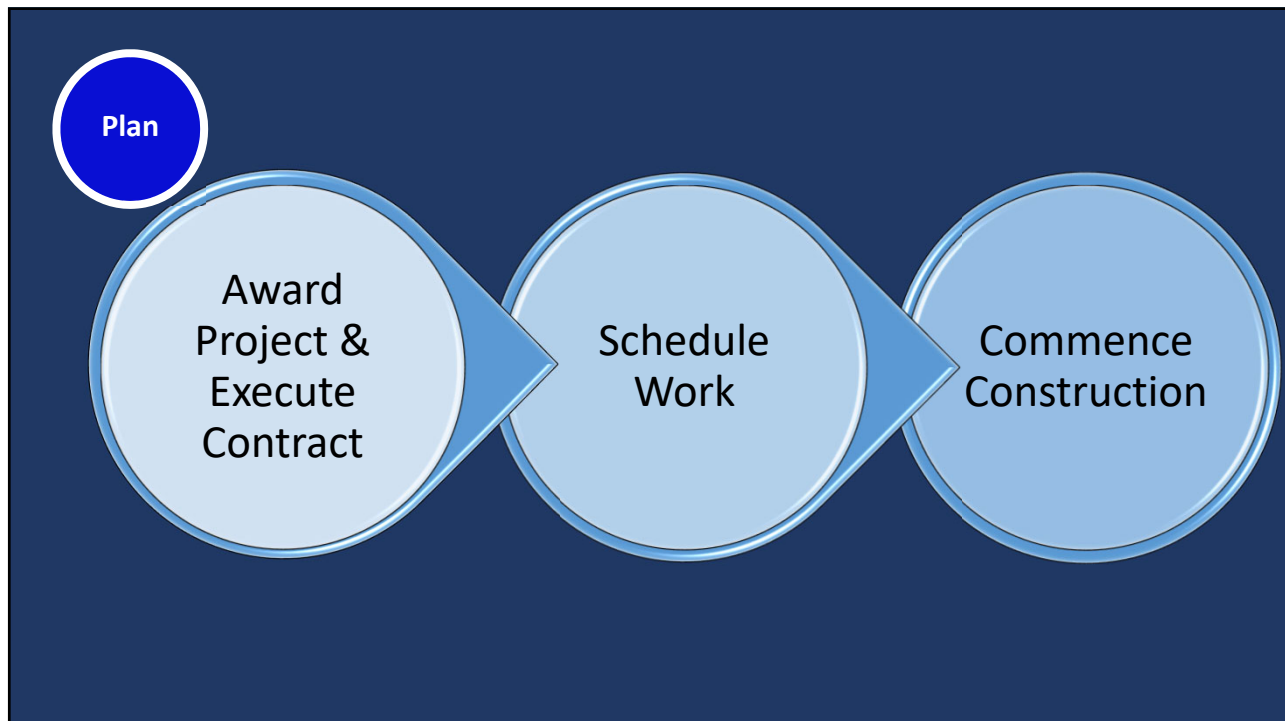 Plan
Award
Project &
Execute
Contract
Schedule
Work
Commence
Construction